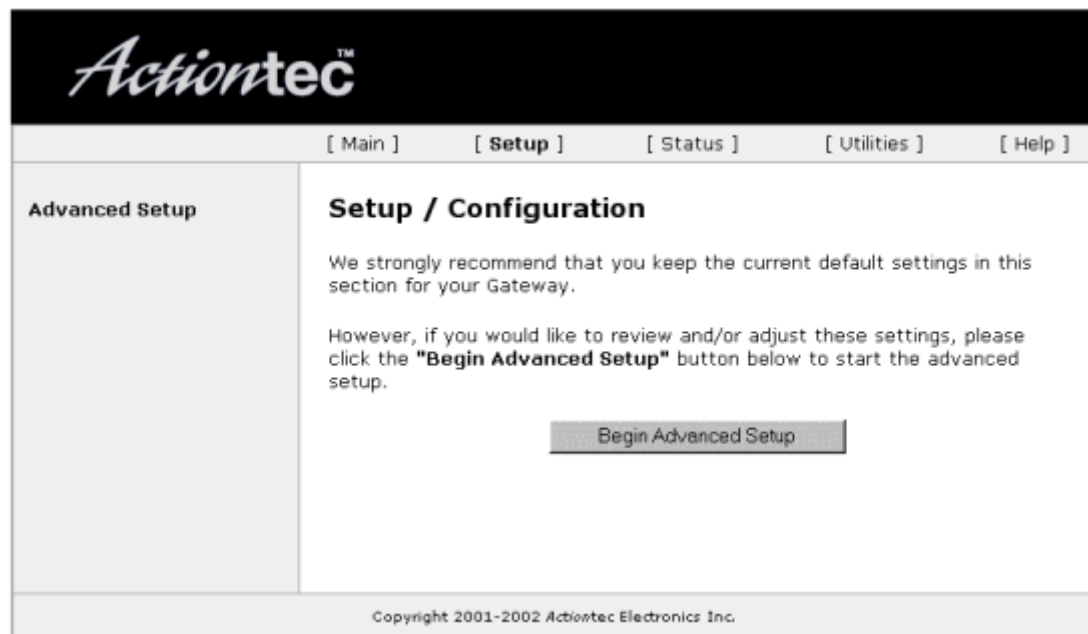 Actiontec™
[ Main ] [ Setup ] [ Status ] [ Utilities ] [ Help ]
Advanced Setup
Setup / Configuration
We strongly recommend that you keep the current default settings in this
section for your Gateway.
However, if you would like to review and/or adjust these settings, please
click the "Begin Advanced Setup" button below to start the advanced
setup.
Begin Advanced Setup
Copyright 2001-2002 Actiontec Electronics Inc.